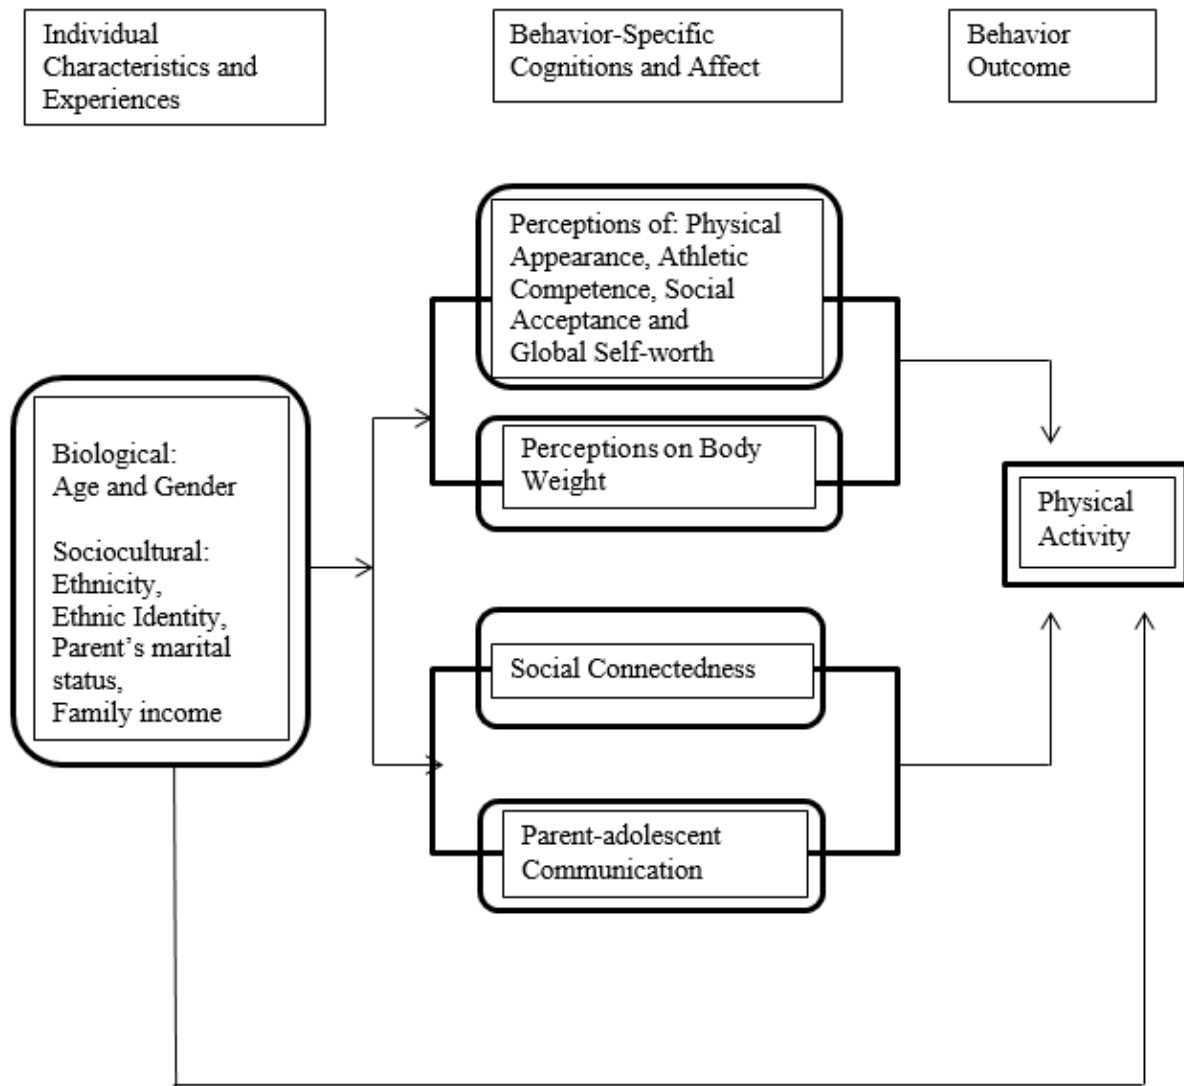 Individual
Characteristics and
Experiences
Behavior-Specific
Cognitions and Affect
Behavior
Outcome
Biological:
Age and Gender
Sociocultural:
Ethnicity,
Ethnic Identity,
Parent’s marital
status,
Family income
Perceptions of: Physical
Appearance, Athletic
Competence, Social
Acceptance and
Global Self-worth
Perceptions on Body
Weight
Social Connectedness
Parent-adolescent
Communication
Physical
Activity